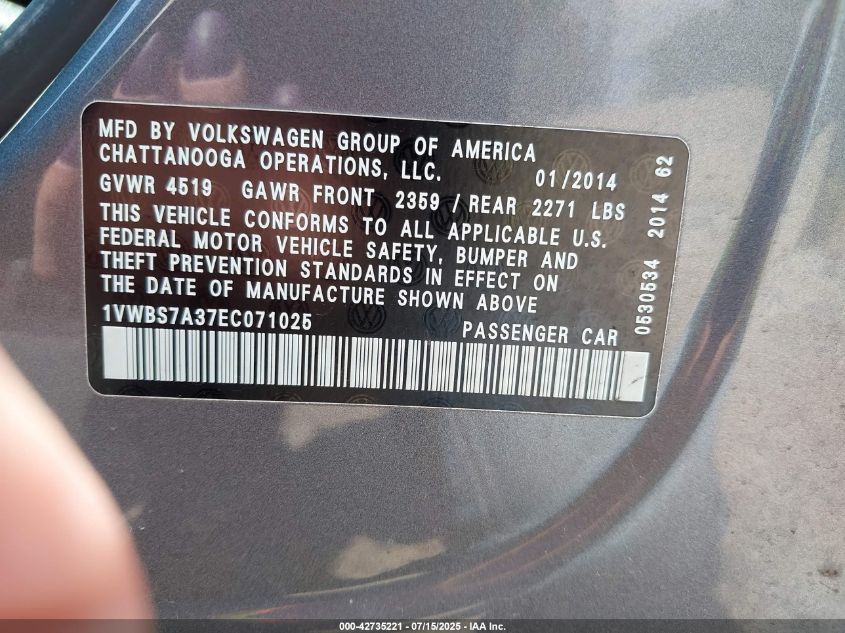 MFD BY VOLKSWAGEN GROUP OF AMERICA
CHATTANOOGA OPERATIONS, LLC. 01/2014
GVWR 4519 GAWR FRONT 2359 / REAR 2271 LBS
THIS VEHICLE CONFORMS TO ALL APPLICABLE U.S.
FEDERAL MOTOR VEHICLE SAFETY, BUMPER AND
THEFT PREVENTION STANDARDS IN EFFECT ON
THE DATE OF MANUFACTURE SHOWN ABOVE
1VWBS7A37EC071025 PASSENGER CAR
0530534 2014 62
000-42735221 - 07/15/2025 - IAA Inc.